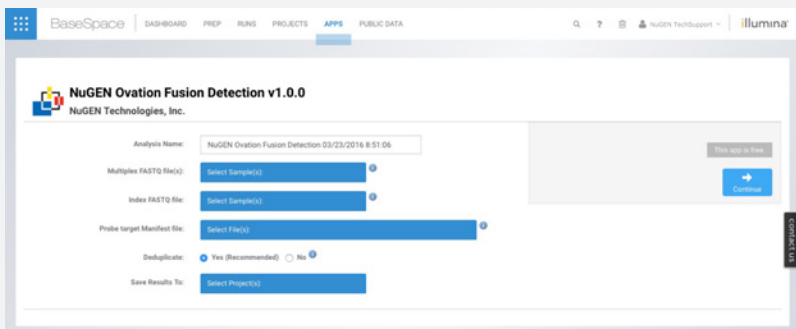 BaseSpace DASHBOARD PREP RUNS PROJECTS APPS PUBLIC DATA ? NuGEN TechSupport illumina
NuGEN Ovation Fusion Detection v1.0.0
NuGEN Technologies, Inc.
Analysis Name: NuGEN Ovation Fusion Detection 03/23/2016 8:51:06
This app is free
Multiplex FASTQ file(s): Select Sample(s):
Continue
Index FASTQ file: Select Sample(s):
Probe target Manifest file: Select File(s):
Deduplicate: Yes (Recommended) No
Save Results To: Select Project(s):
contact us